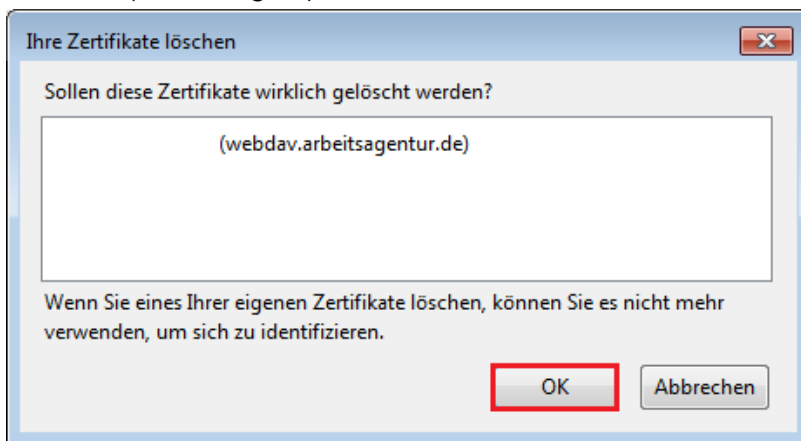 Ihre Zertifikate löschen
Sollen diese Zertifikate wirklich gelöscht werden?
(webdav.arbeitsagentur.de)
Wenn Sie eines Ihrer eigenen Zertifikate löschen, können Sie es nicht mehr
verwenden, um sich zu identifizieren.
OK Abbrechen